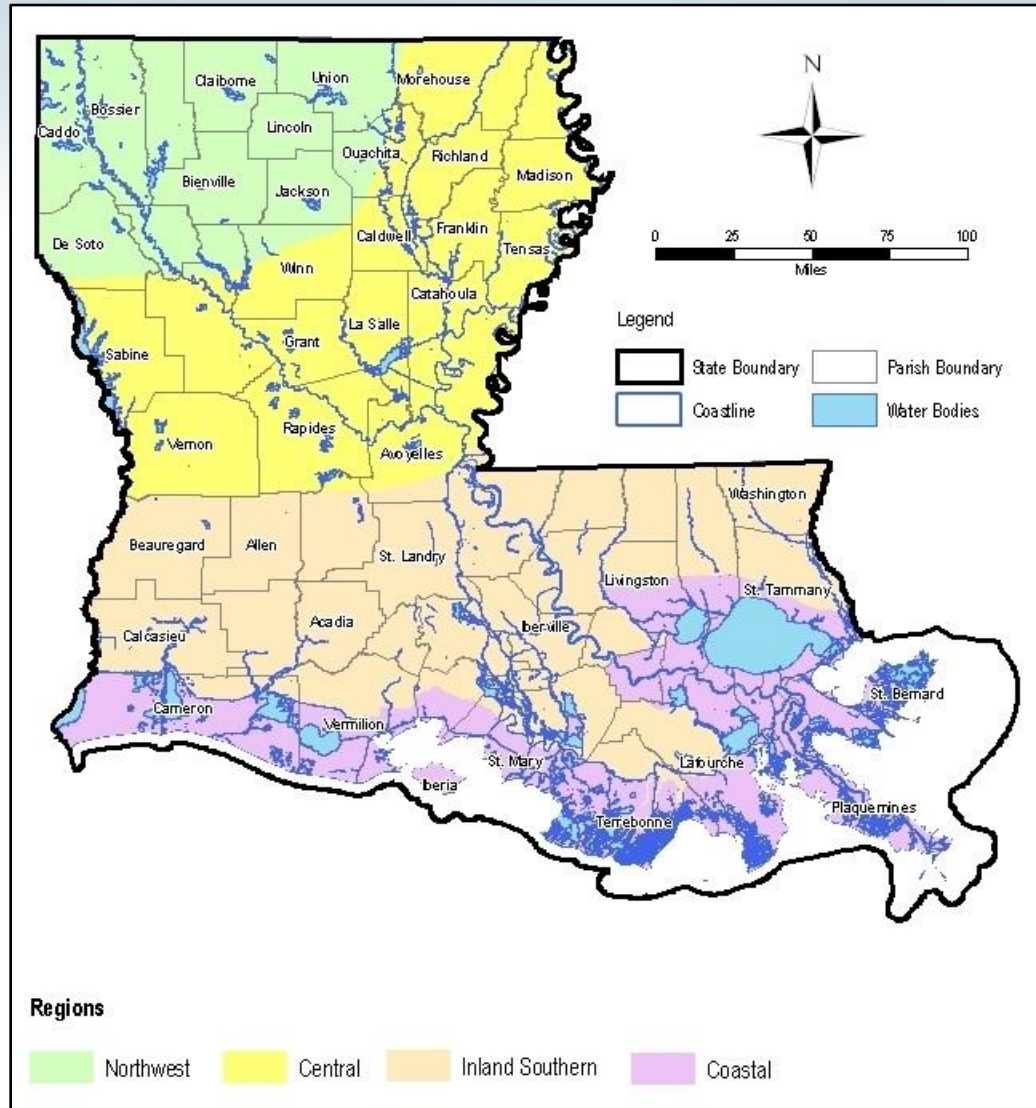 Claiborne
Union
Morehouse
N
Bossier
Lincoln
Caddo
Ouachita
Richland
Bienville
Madison
Jackson
De Soto
Caldwell
Franklin
Tensas
0 25 50 75 100
Miles
Winn
Catahoula
La Salle
Legend
Grant
Sabine
State Boundary
Parish Boundary
Coastline
Water Bodies
Vernon
Rapides
Avoyelles
Washington
Beauregard
Allen
St. Landry
Livingston
St. Tammany
Calcasieu
Acadia
Iberville
St. Bernard
Cameron
Vermilion
St. Mary
Lafourche
Iberia
Terrebonne
Plaquemines
Regions
Northwest
Central
Inland Southern
Coastal